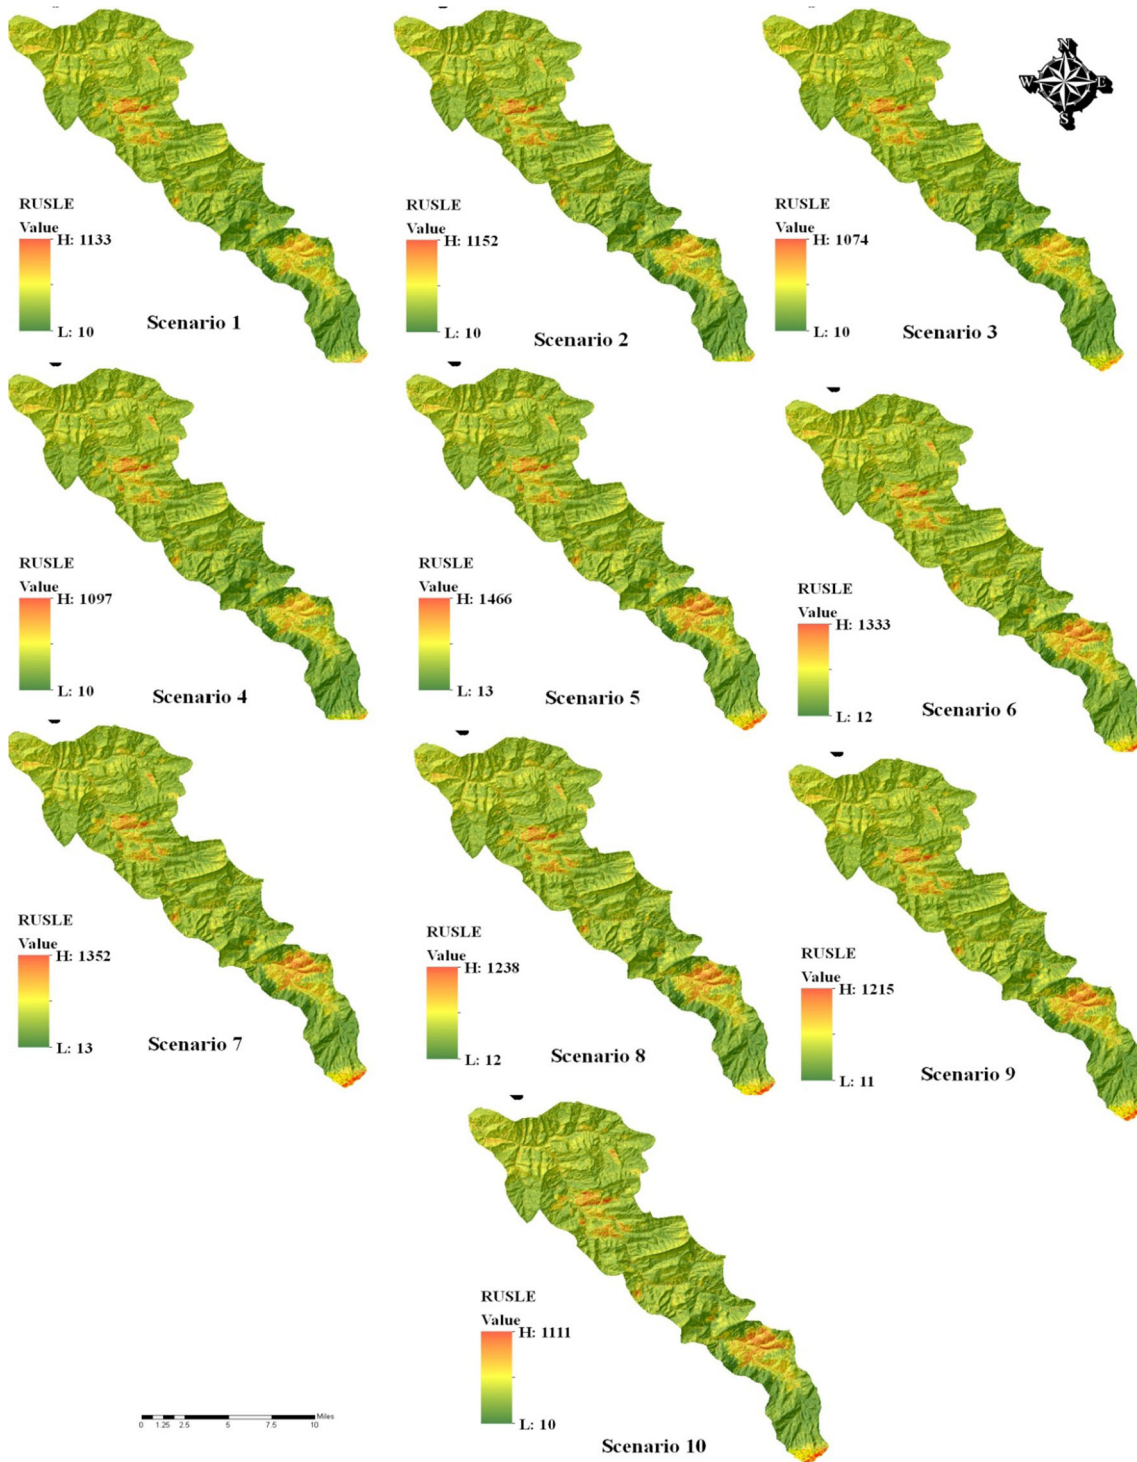 N
W E
S
RUSLE
Value
H: 1133
L: 10
Scenario 1
RUSLE
Value
H: 1152
L: 10
Scenario 2
RUSLE
Value
H: 1074
L: 10
Scenario 3
RUSLE
Value
H: 1097
L: 10
Scenario 4
RUSLE
Value
H: 1466
L: 13
Scenario 5
RUSLE
Value
H: 1333
L: 12
Scenario 6
RUSLE
Value
H: 1352
L: 13
Scenario 7
RUSLE
Value
H: 1238
L: 12
Scenario 8
RUSLE
Value
H: 1215
L: 11
Scenario 9
RUSLE
Value
H: 1111
L: 10
Scenario 10
Miles
0 1.25 2.5 5 7.5 10